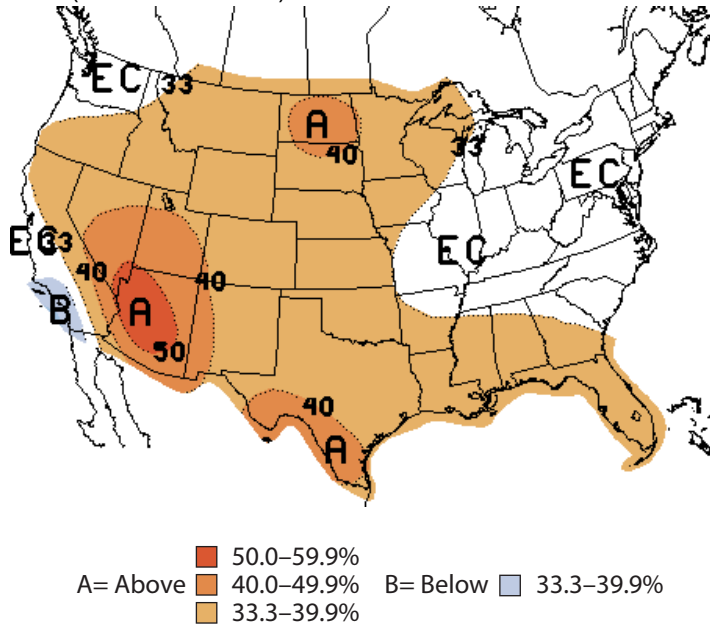 EC
33
A
40
33
EC
EC
33
EC
40
40
B
A
50
40
A
50.0–59.9%
A= Above
40.0–49.9%
B= Below
33.3–39.9%
33.3–39.9%